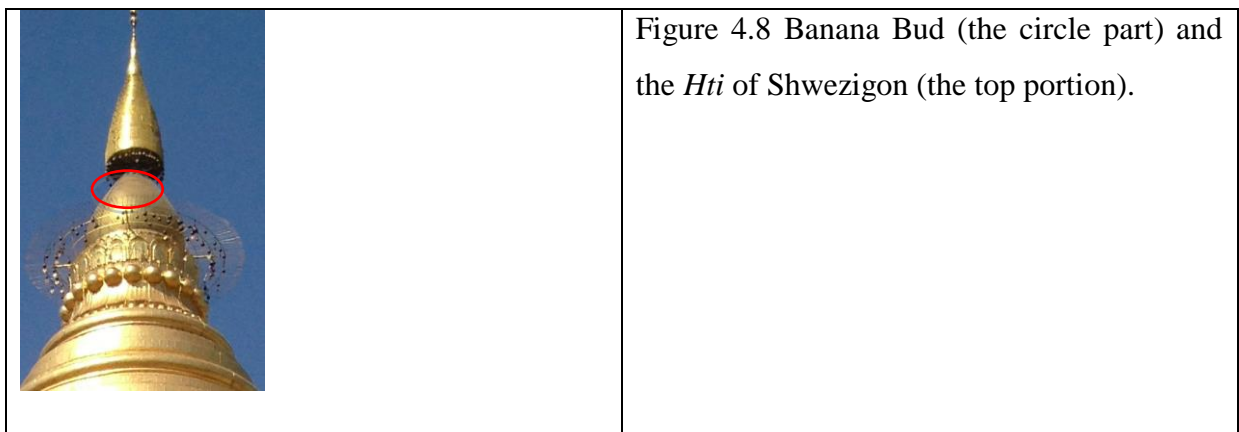 Figure 4.8 Banana Bud (the circle part) and
the Hti of Shwezigon (the top portion).